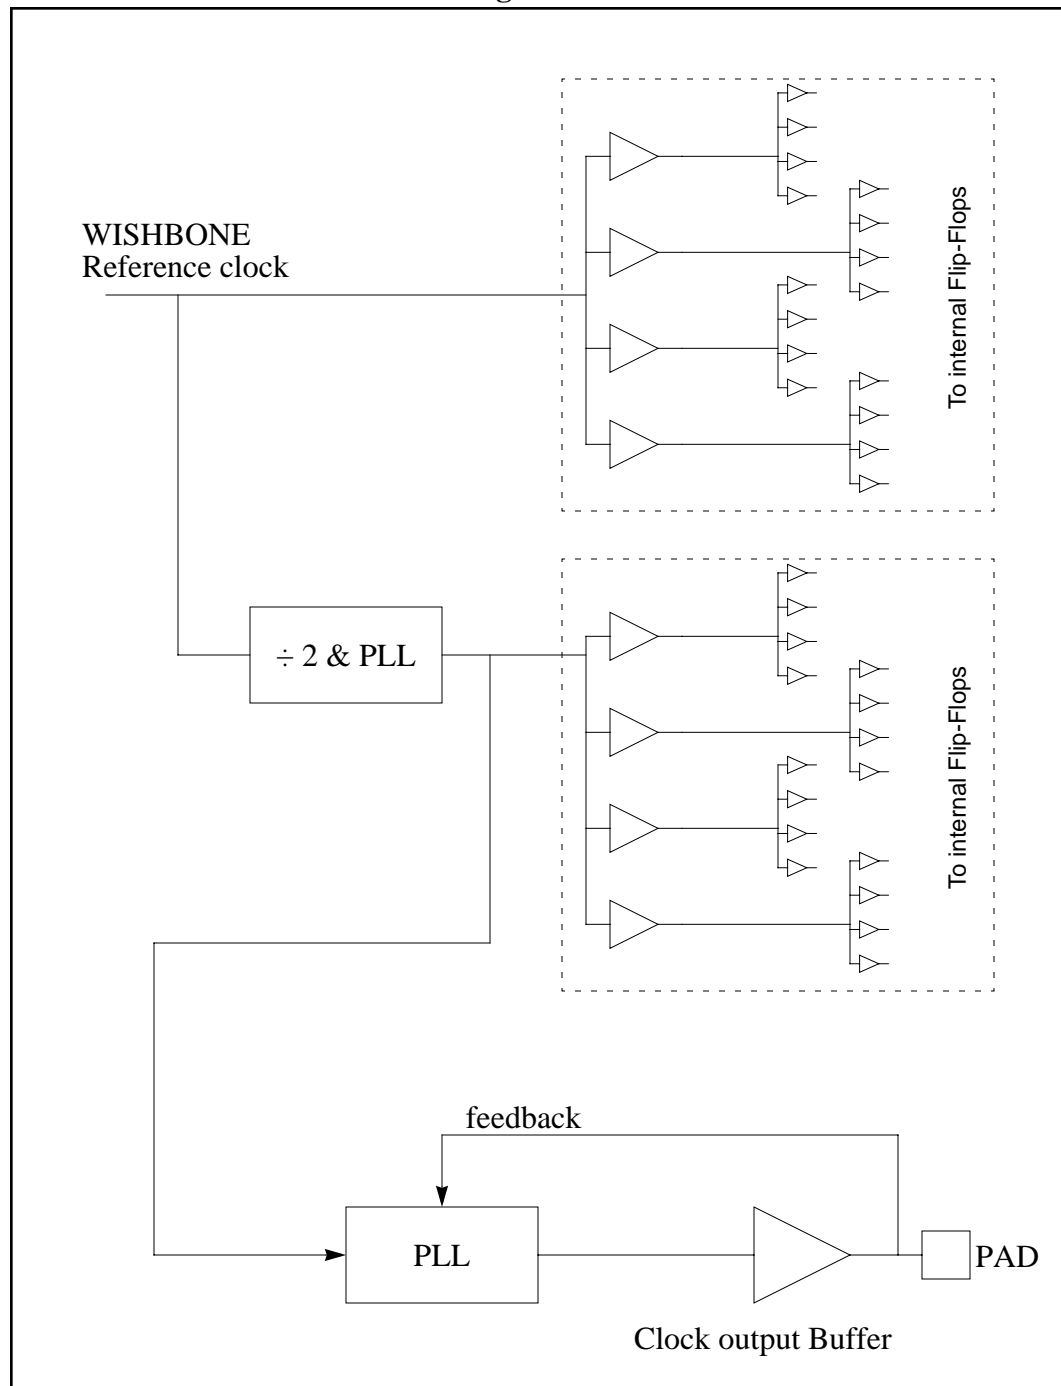 WISHBONE
Reference clock
To internal Flip-Flops
÷ 2 & PLL
To internal Flip-Flops
feedback
PLL
PAD
Clock output Buffer